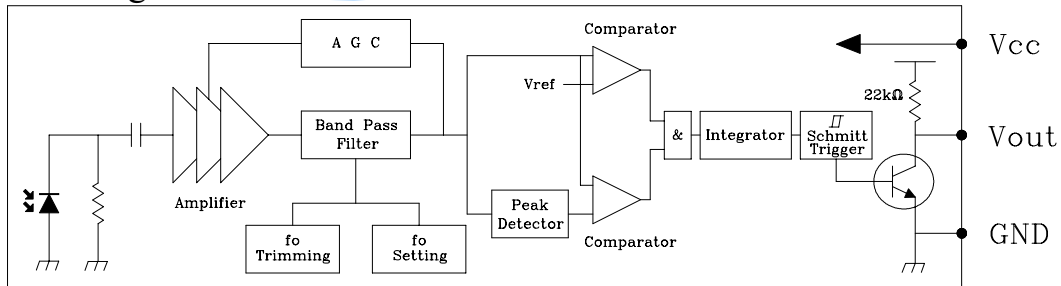 A G C
Comparator
Vcc
Vref
22kΩ
Band Pass
Filter
&
Integrator
Schmitt
Trigger
Vout
Amplifier
Peak
Detector
fo
Trimming
fo
Setting
Comparator
GND